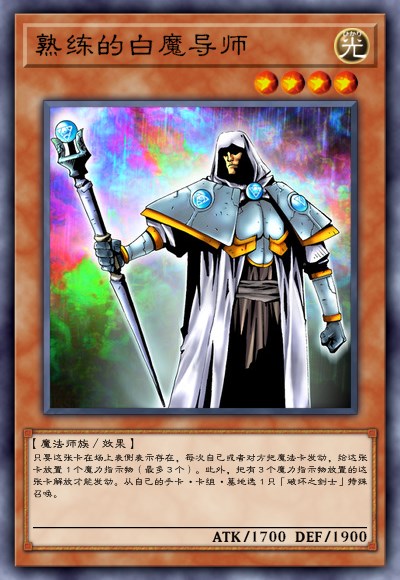 熟练的白魔导师
ひかり
光
【魔法师族／效果】
只要这张卡在场上表侧表示存在，每次自己或者对方把魔法卡发动，给这张
卡放置1个魔力指示物（最多3个）。此外，把有3个魔力指示物放置的这
张卡解放才能发动。从自己的手卡·卡组·墓地选1只「破坏之剑士」特殊
召唤。
ATK/1700 DEF/1900